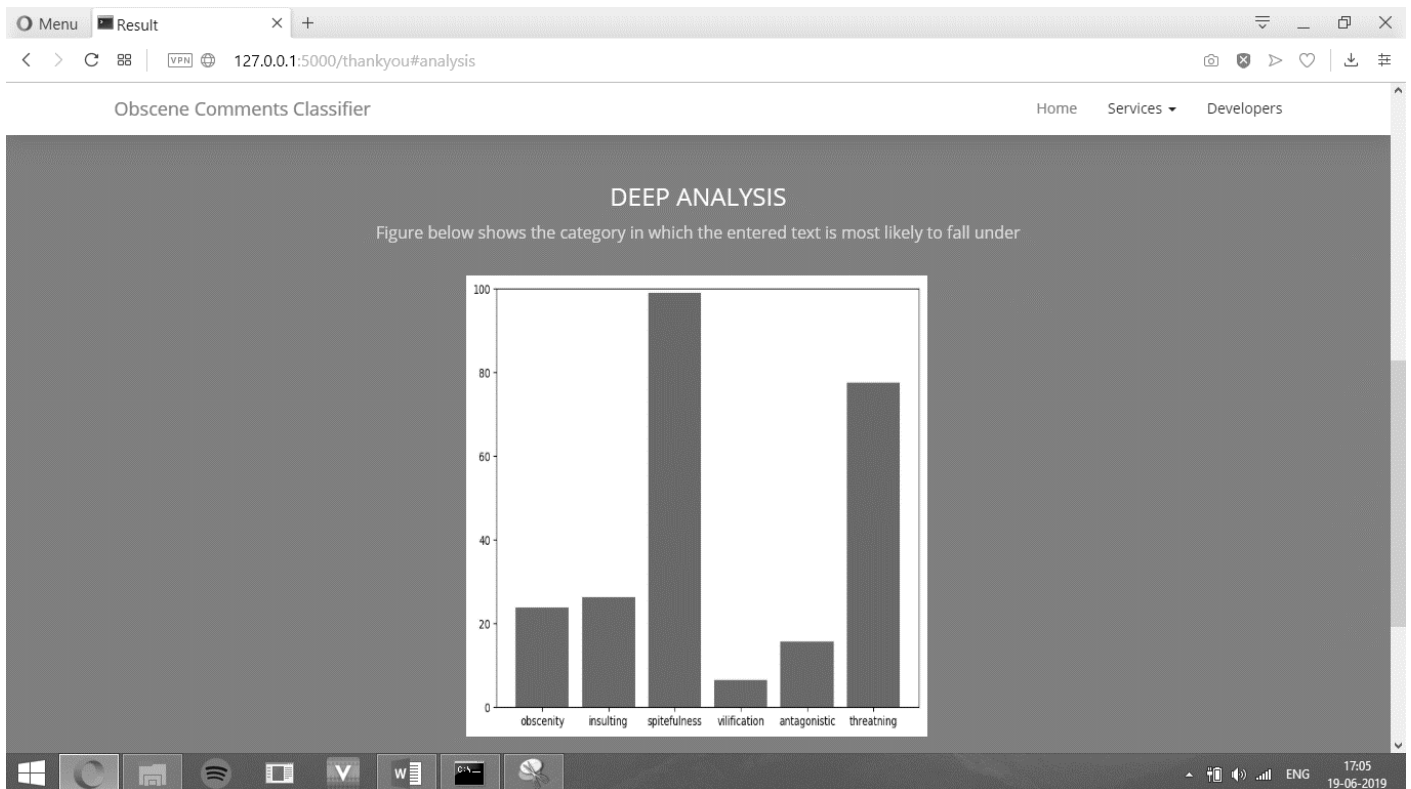 Menu
Result
VPN
127.0.0.1:5000/thankyou#analysis
Obscene Comments Classifier
Home Services Developers
DEEP ANALYSIS
Figure below shows the category in which the entered text is most likely to fall under
100
80
60
40
20
0
obscenity insulting spitefulness vilification antagonistic threatning
V
W
C:\_
ENG
17:05
19-06-2019